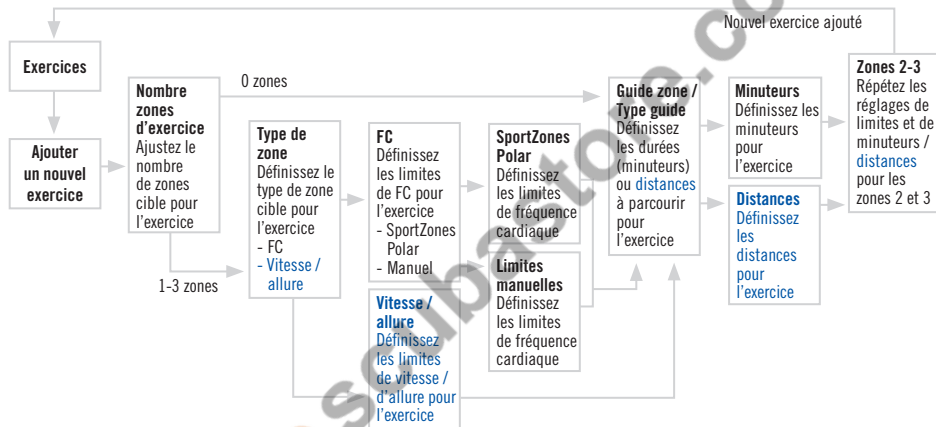 Nouvel exercice ajouté
Exercices
Ajouter
un nouvel
exercice
Nombre
zones
d'exercice
Ajustez le
nombre
de zones
cible pour
l'exercice
0 zones
1-3 zones
Type de
zone
Définissez le
type de zone
cible pour
l'exercice
- FC
- Vitesse /
allure
FC
Définissez
les limites
de FC pour
l'exercice
- SportZones
Polar
- Manuel
Vitesse /
allure
Définissez
les limites
de vitesse /
d'allure pour
l'exercice
SportZones
Polar
Définissez
les limites
de fréquence
cardiaque
Limites
manuelles
Définissez
les limites
de fréquence
cardiaque
Guide zone /
Type guide
Définissez
les durées
(minuteurs)
ou distances
à parcourir
pour
l'exercice
Minuteurs
Définissez les
minuteurs
pour
l'exercice
Distances
Définissez
les
distances
pour
l'exercice
Zones 2-3
Répétez les
réglages de
limites et de
minuteurs /
distances
pour les
zones 2 et 3
scubastore.co